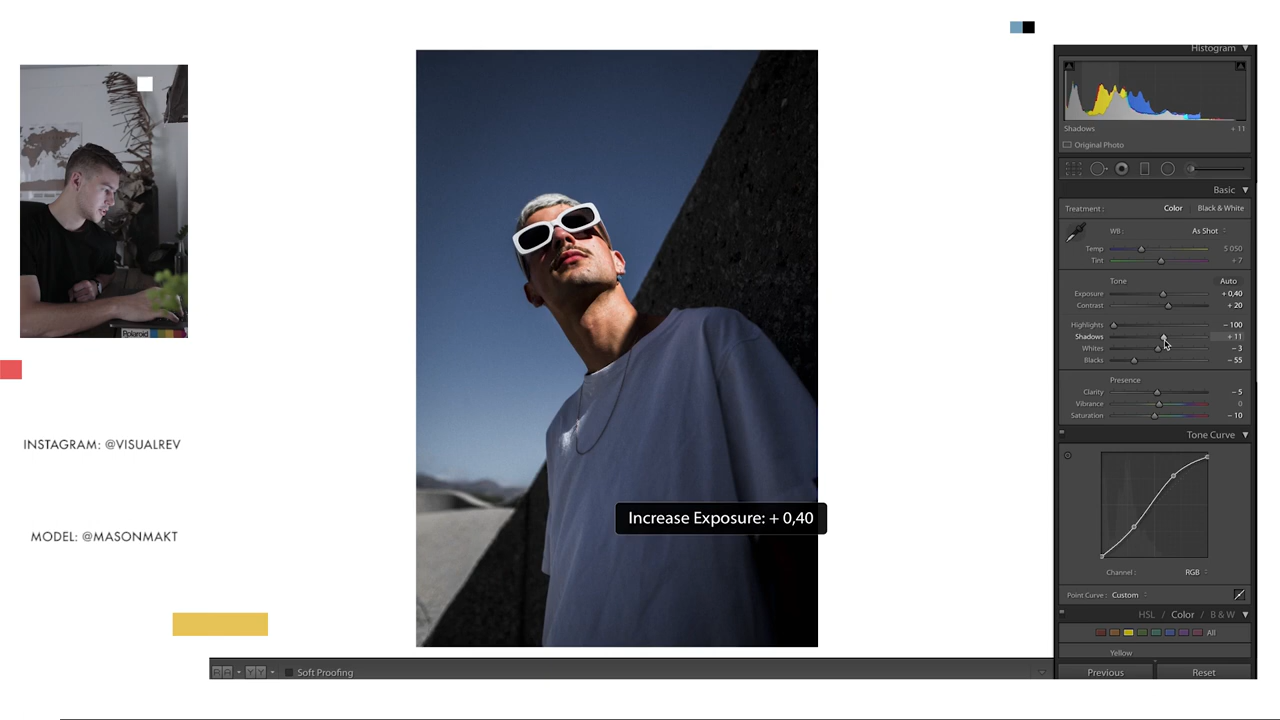 Histogram
Shadows + 11
Original Photo
Basic
Treatment : Color Black & White
WB : As Shot
Temp 5 050
Tint + 7
Tone Auto
Exposure + 0,40
Contrast + 20
Highlights − 100
Shadows + 11
Whites − 3
Blacks − 55
Presence
Clarity − 5
Vibrance 0
Saturation − 10
Tone Curve
Channel : RGB
Point Curve : Custom
HSL / Color / B & W
All
Yellow
Previous Reset
Polaroid
INSTAGRAM: @VISUALREV
MODEL: @MASONMAKT
Increase Exposure: + 0,40
RA YY Soft Proofing